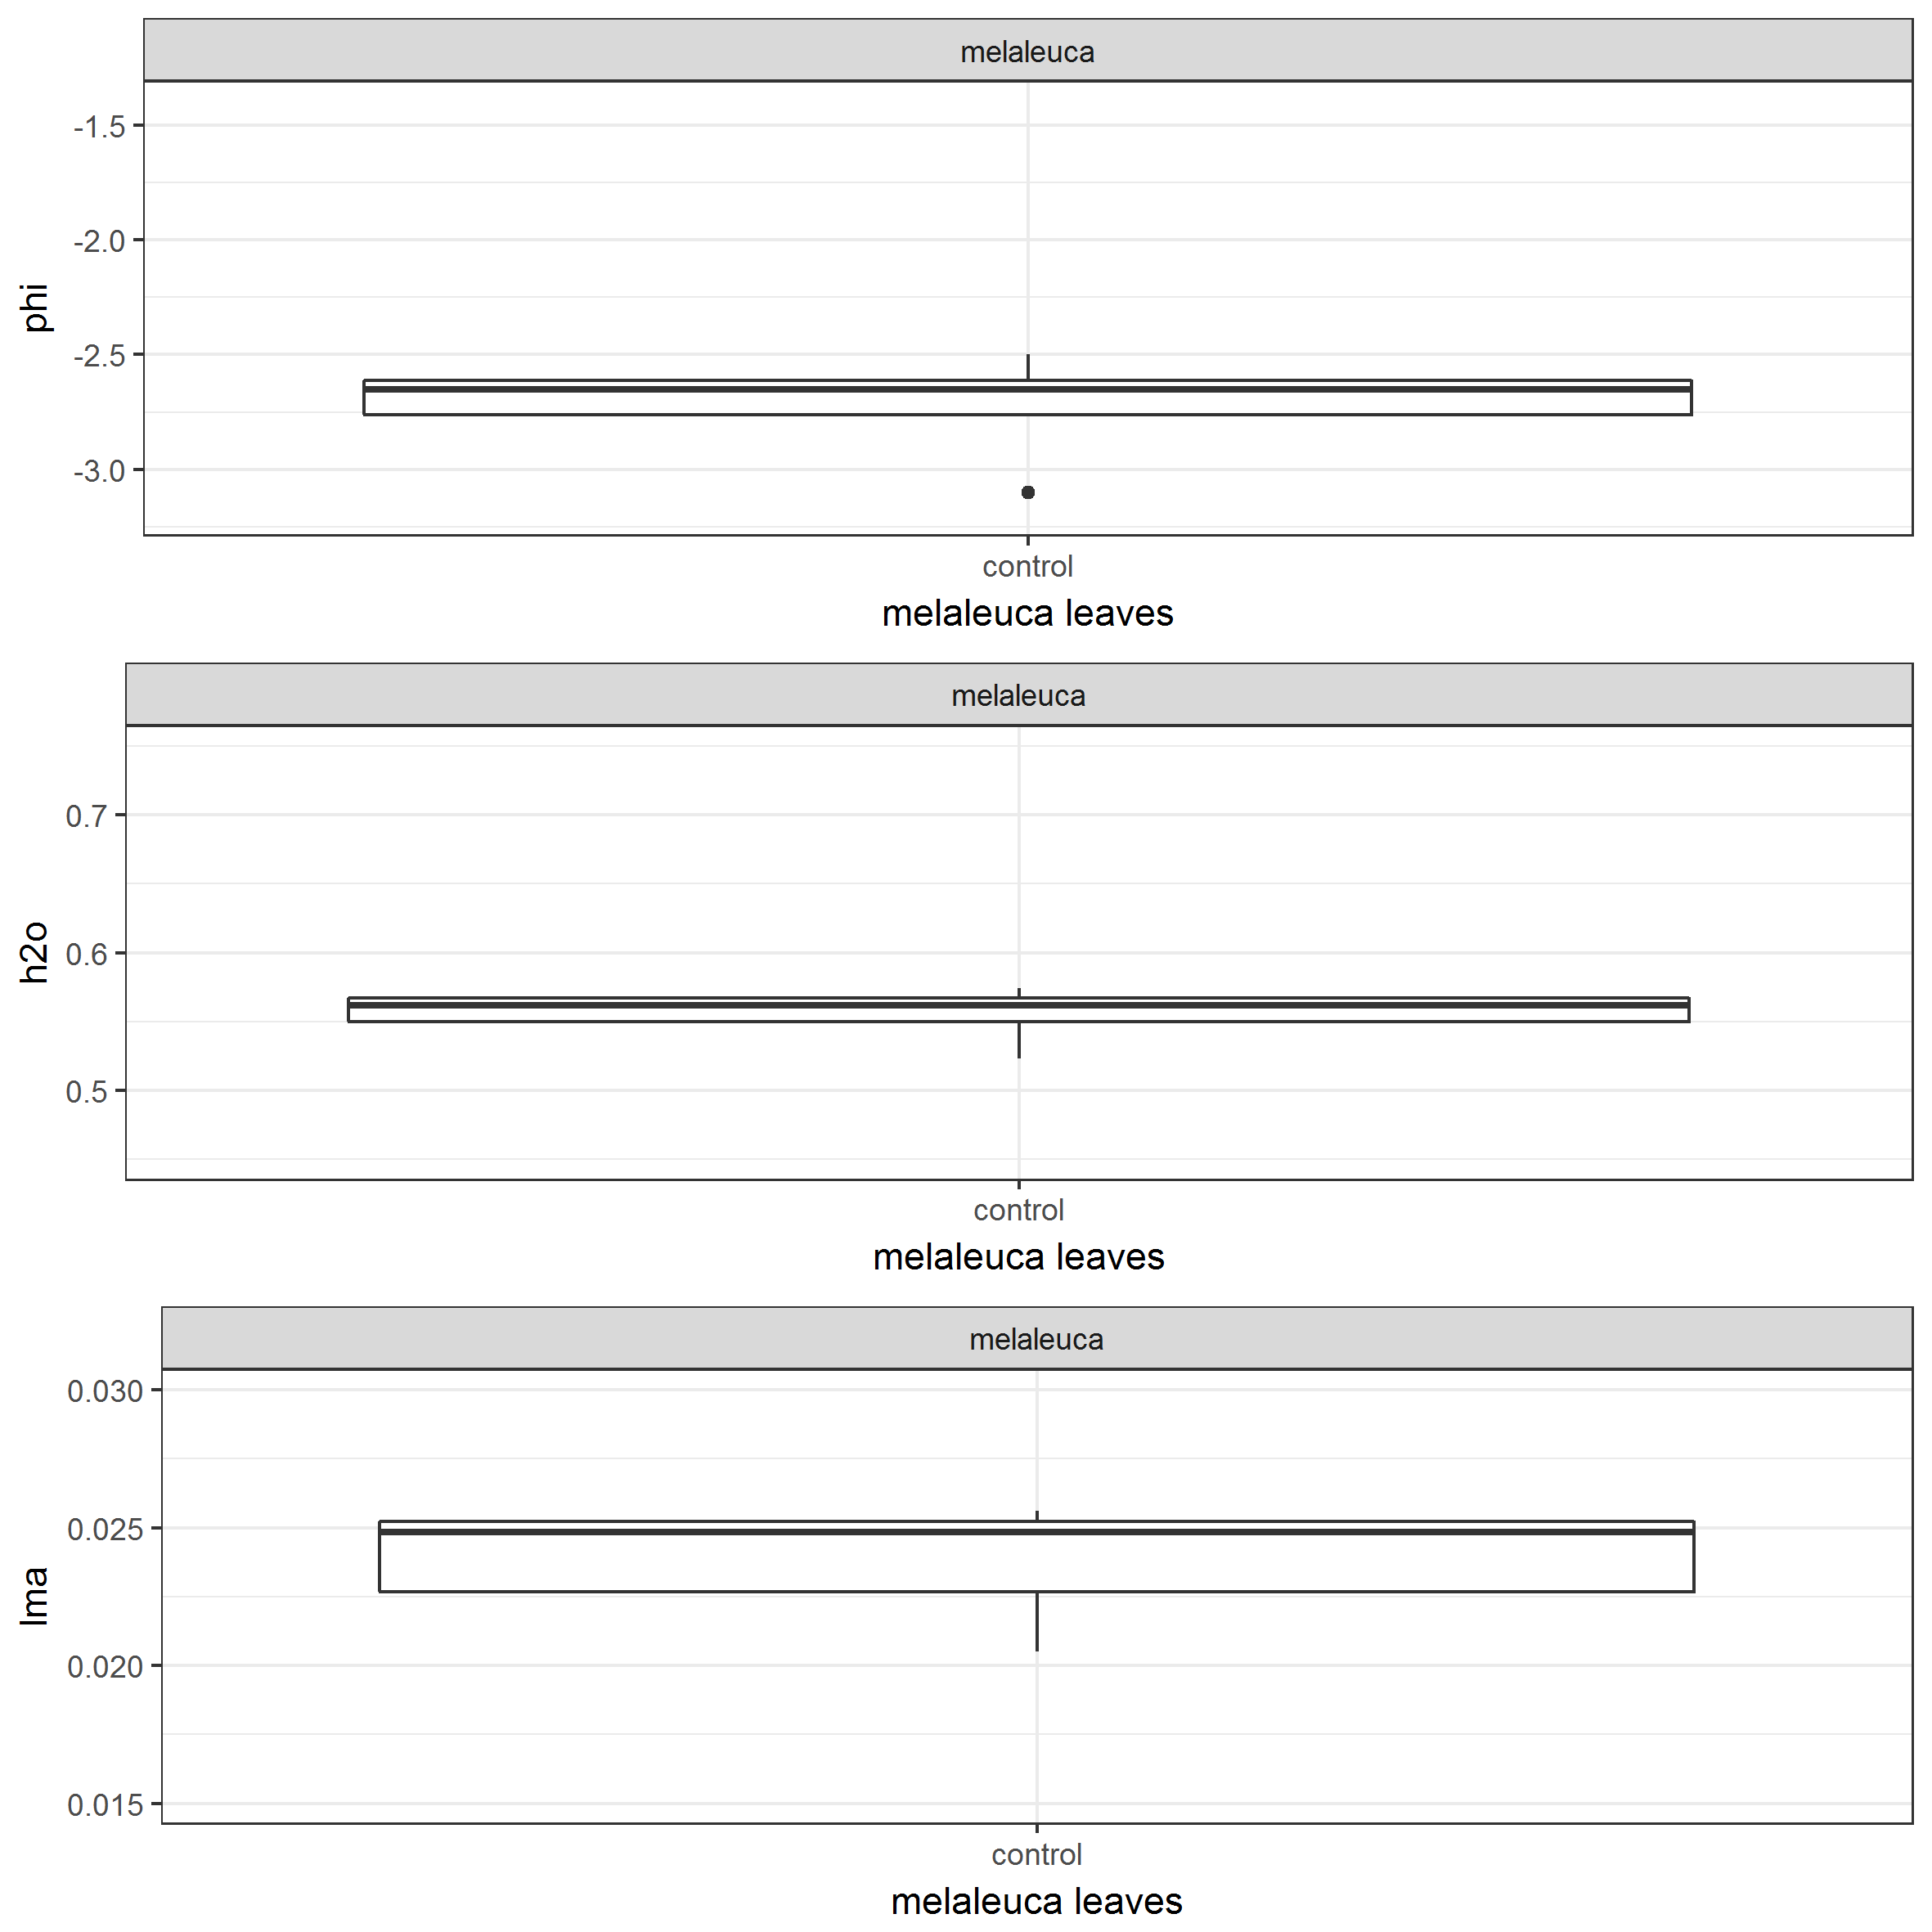 melaleuca
-1.5
-2.0
-2.5
-3.0
phi
control
melaleuca leaves
melaleuca
0.7
0.6
0.5
h2o
control
melaleuca leaves
melaleuca
0.030
0.025
0.020
0.015
lma
control
melaleuca leaves